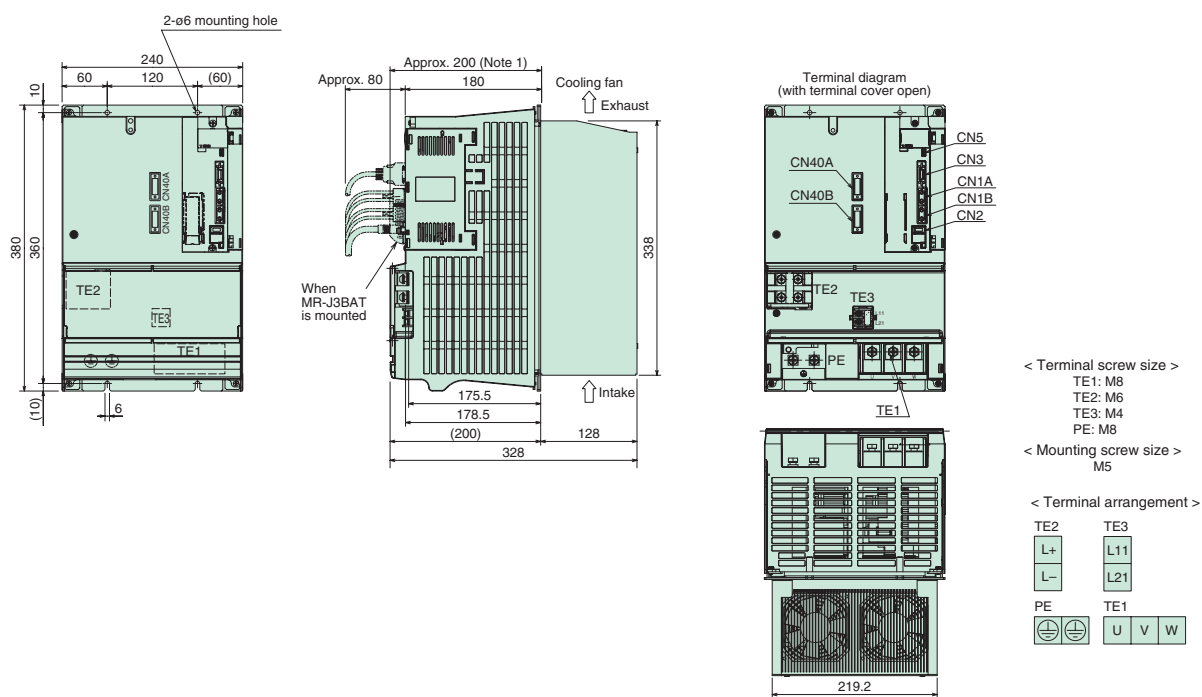 2-ø6 mounting hole
240
60
120
(60)
10
380
360
(10)
6
CN40A
CN40B
TE2
TE3
TE1
Approx. 200 (Note 1)
Approx. 80
180
Cooling fan
Exhaust
When
MR-J3BAT
is mounted
338
Intake
175.5
178.5
(200)
128
328
Terminal diagram
(with terminal cover open)
CN5
CN3
CN1A
CN1B
CN2
CN40A
CN40B
TE2
TE3
L11
L21
PE
U
V
W
TE1
219.2
< Terminal screw size >
TE1: M8
TE2: M6
TE3: M4
PE: M8
< Mounting screw size >
M5
< Terminal arrangement >
TE2
TE3
L+
L11
L−
L21
PE
TE1
U V W